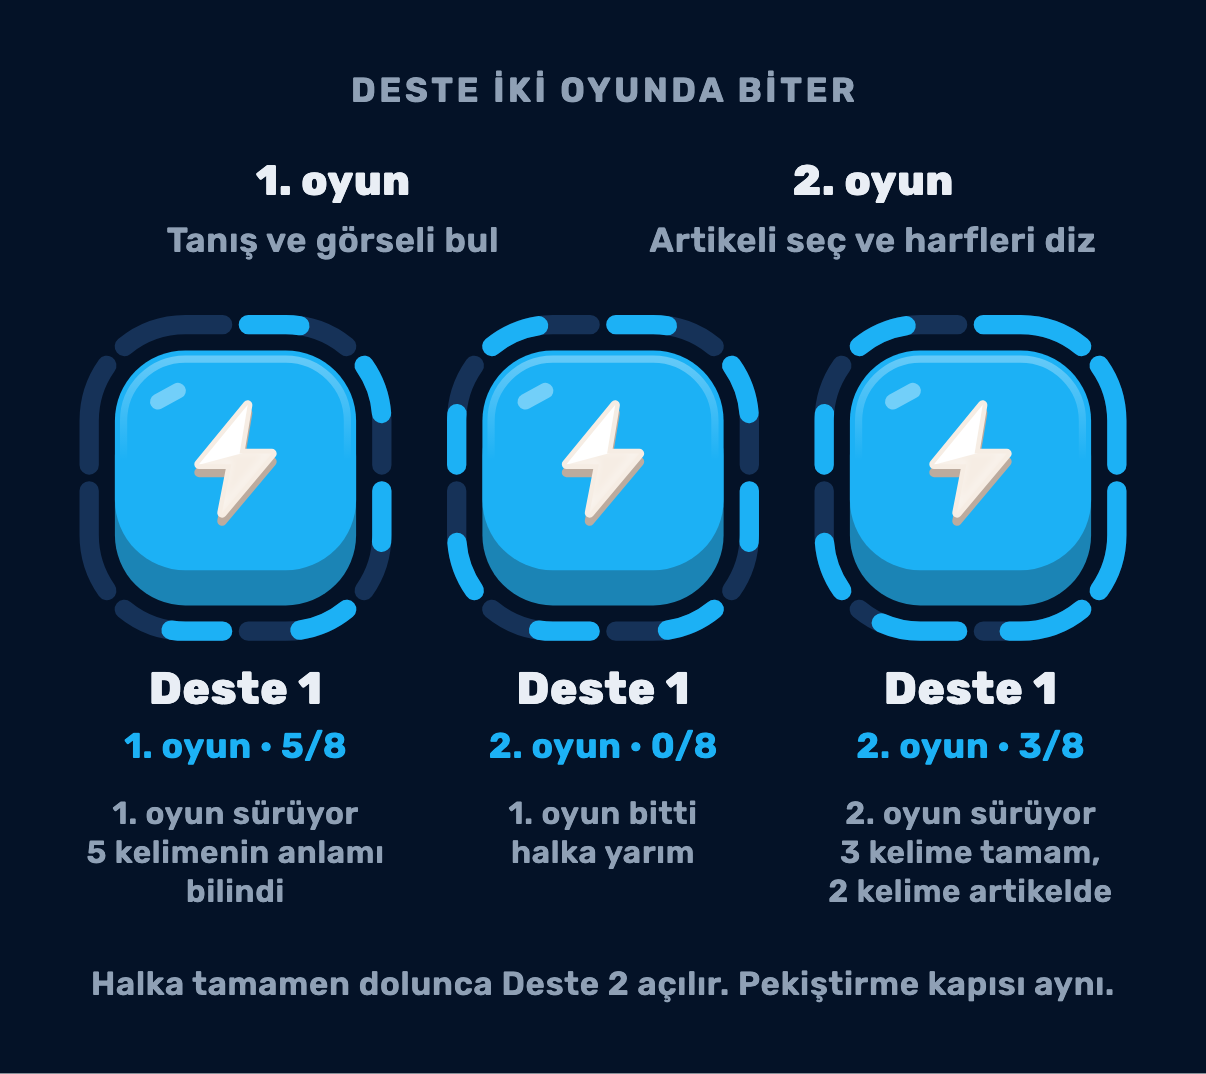 DESTE İKİ OYUNDA BİTER
1. oyun
Tanış ve görseli bul
2. oyun
Artikeli seç ve harfleri diz
Deste 1
1. oyun • 5/8
1. oyun sürüyor
5 kelimenin anlamı
bilindi
Deste 1
2. oyun • 0/8
1. oyun bitti
halka yarım
Deste 1
2. oyun • 3/8
2. oyun sürüyor
3 kelime tamam,
2 kelime artikelde
Halka tamamen dolunca Deste 2 açılır. Pekiştirme kapısı aynı.